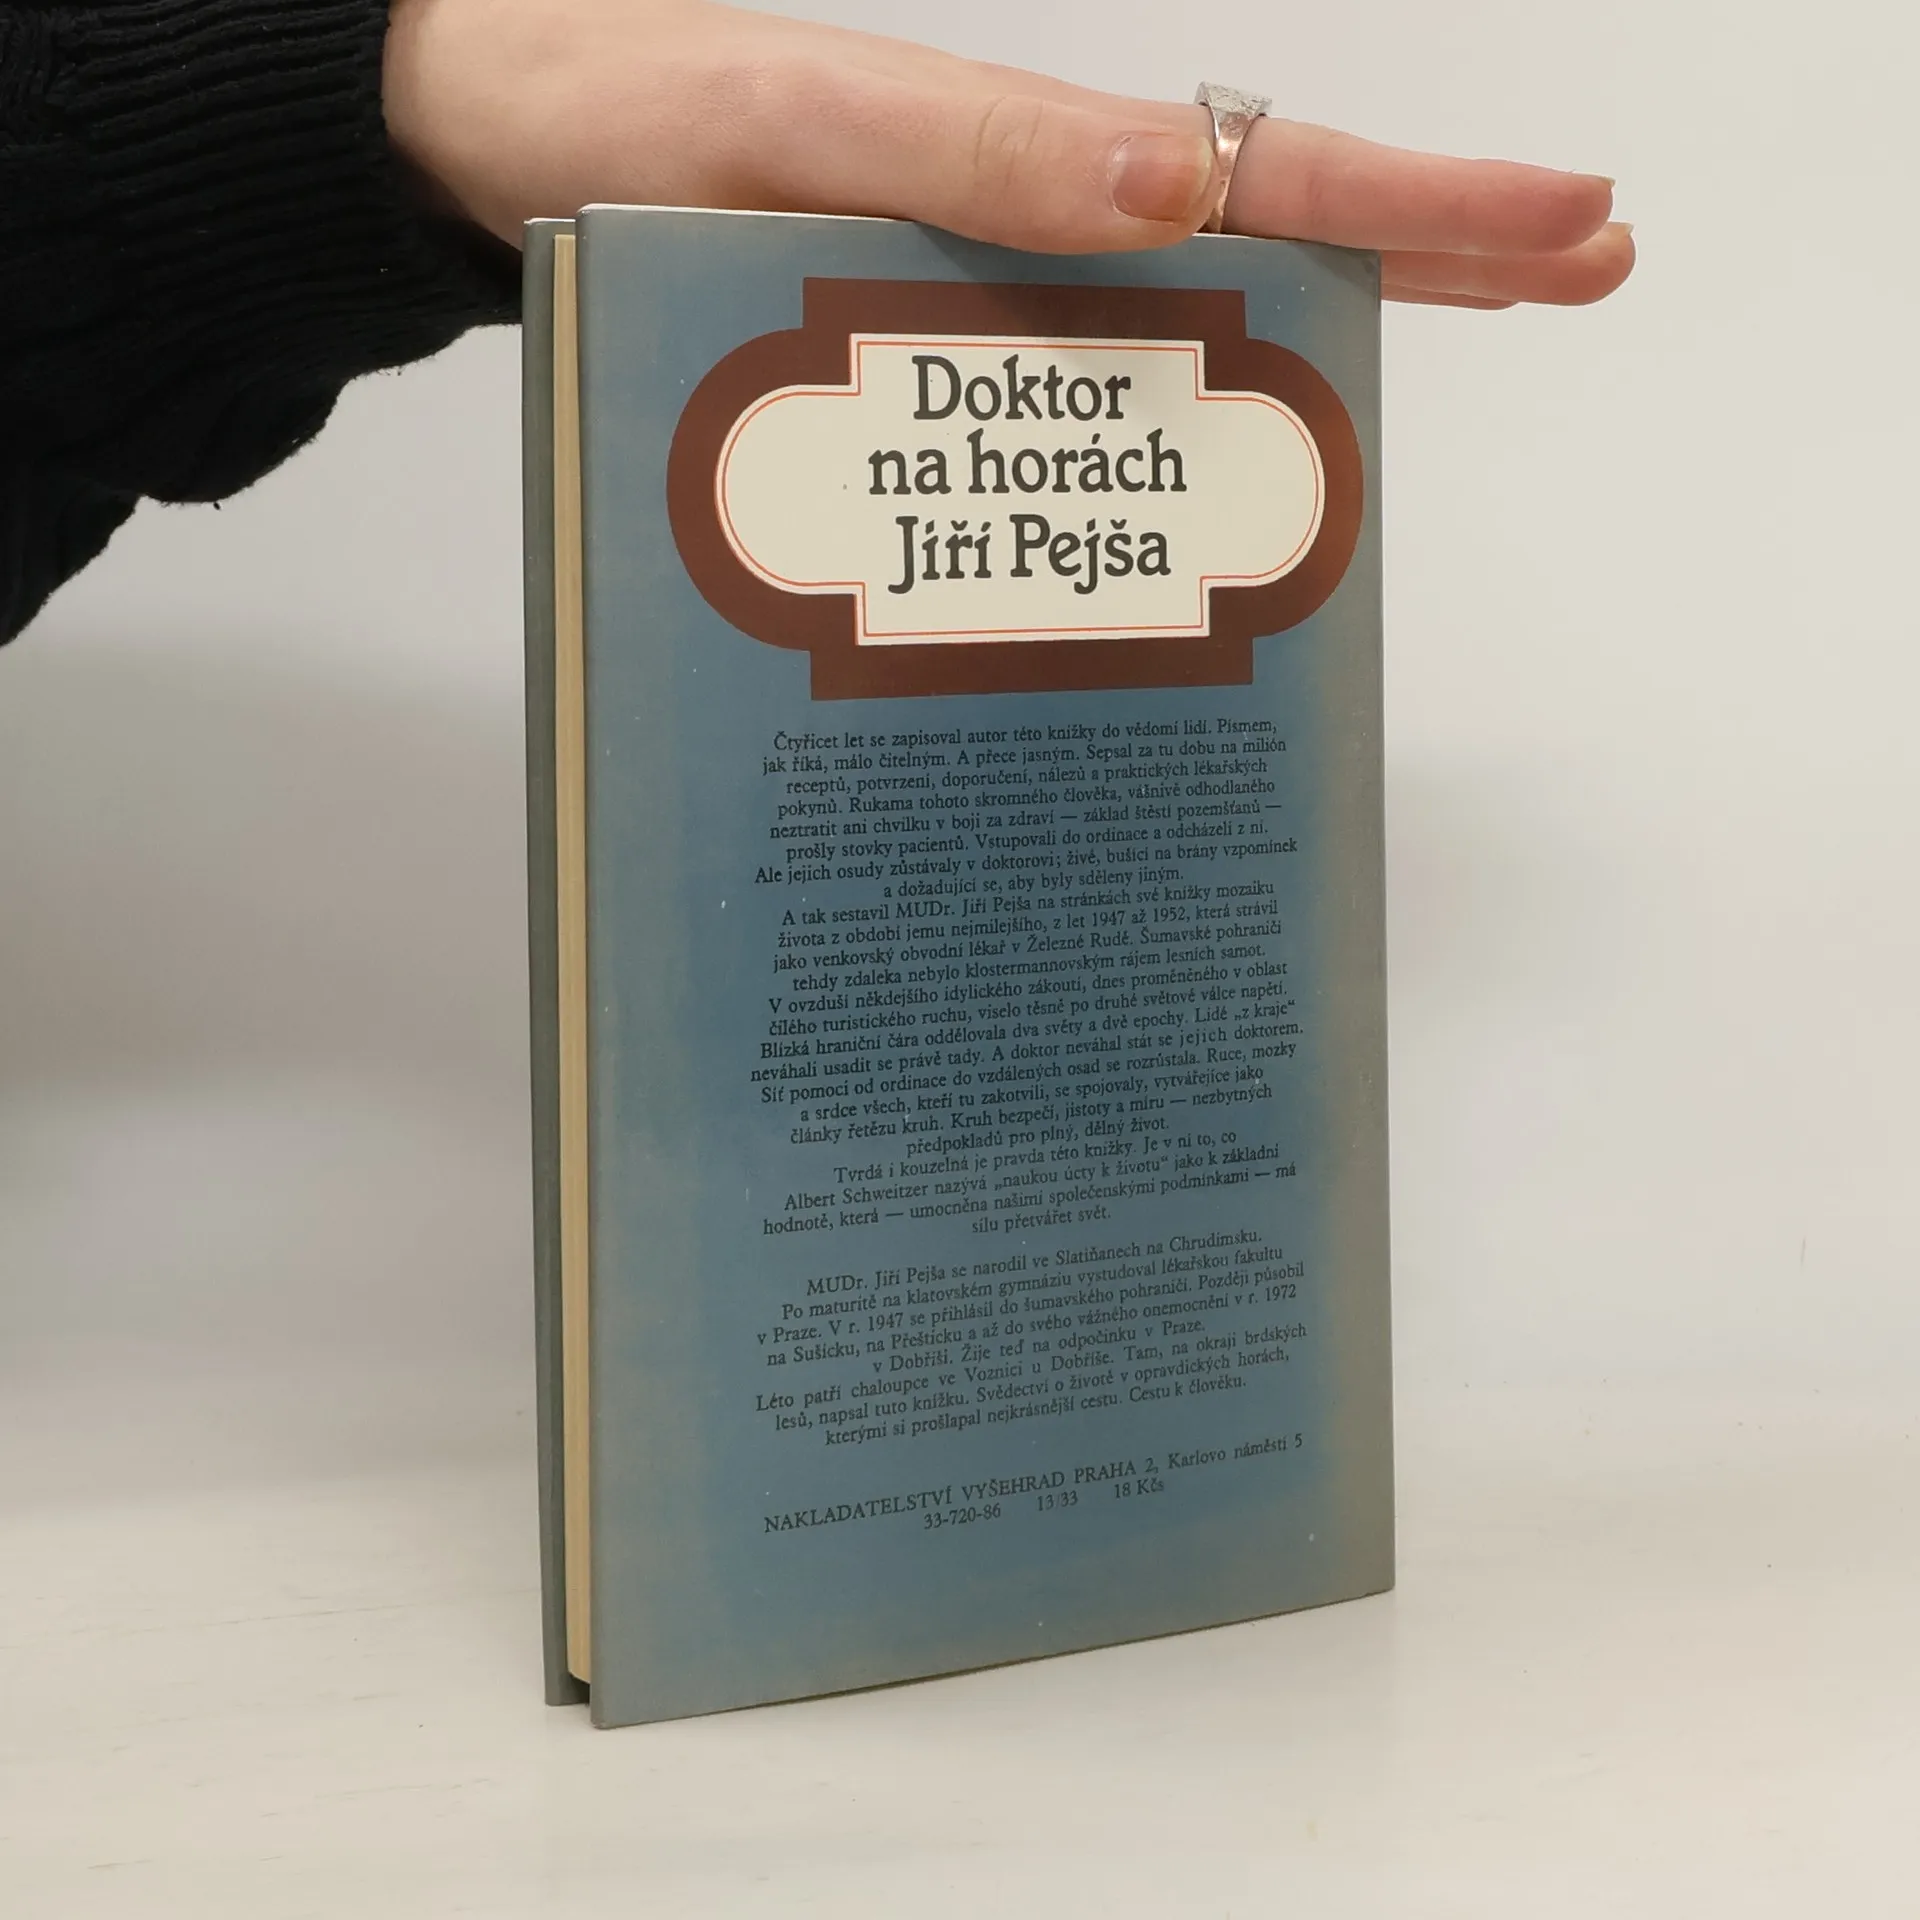 Doktor
na horách
Jiří Pejša
Čtyřicet let se zapisoval autor této knížky do vědomí lidí. Písmem,
jak říká, málo čitelným. A přece jasným. Sepsal za tu dobu na milión
receptů, potvrzení, doporučení, nálezů a praktických lékařských
pokynů. Rukama tohoto skromného člověka, vášnivě odhodlaného
neztratit ani chvilku v boji za zdraví — základ štěstí pozemšťanů —
prošly stovky pacientů. Vstupovali do ordinace a odcházeli z ní.
Ale jejich osudy zůstávaly v doktorovi; živé, bušící na brány vzpomínek
a dožadující se, aby byly sděleny jiným.
A tak sestavil MUDr. Jiří Pejša na stránkách své knížky mozaiku
života z období jemu nejmilejšího, z let 1947 až 1952, která strávil
jako venkovský obvodní lékař v Železné Rudě. Šumavské pohraničí
tehdy zdaleka nebylo klostermannovským rájem lesních samot.
V ovzduší někdejšího idylického zákoutí, dnes proměněného v oblast
čilého turistického ruchu, viselo těsně po druhé světové válce napětí.
Blízká hraniční čára oddělovala dva světy a dvě epochy. Lidé „z kraje“
neváhali usadit se právě tady. A doktor neváhal stát se jejich doktorem.
Síť pomoci od ordinace do vzdálených osad se rozrůstala. Ruce, mozky
a srdce všech, kteří tu zakotvili, se spojovaly, vytvářejíce jako
články řetězu kruh. Kruh bezpečí, jistoty a míru — nezbytných
předpokladů pro plný, dělný život.
Tvrdá i kouzelná je pravda této knížky. Je v ní to, co
Albert Schweitzer nazývá „naukou úcty k životu“ jako k základní
hodnotě, která — umocněna našimi společenskými podmínkami — má
sílu přetvářet svět.
MUDr. Jiří Pejša se narodil ve Slatiňanech na Chrudimsku.
Po maturitě na klatovském gymnáziu vystudoval lékařskou fakultu
v Praze. V r. 1947 se přihlásil do šumavského pohraničí. Později působil
na Sušicku, na Přešticku a až do svého vážného onemocnění v r. 1972
v Dobříši. Žije teď na odpočinku v Praze.
Léto patří chaloupce ve Voznici u Dobříše. Tam, na okraji brdských
lesů, napsal tuto knížku. Svědectví o životě v opravdických horách,
kterými si prošlapal nejkrásnější cestu. Cestu k člověku.
NAKLADATELSTVÍ VYŠEHRAD PRAHA 2, Karlovo náměstí 5
33-720-86 13/33 18 Kčs